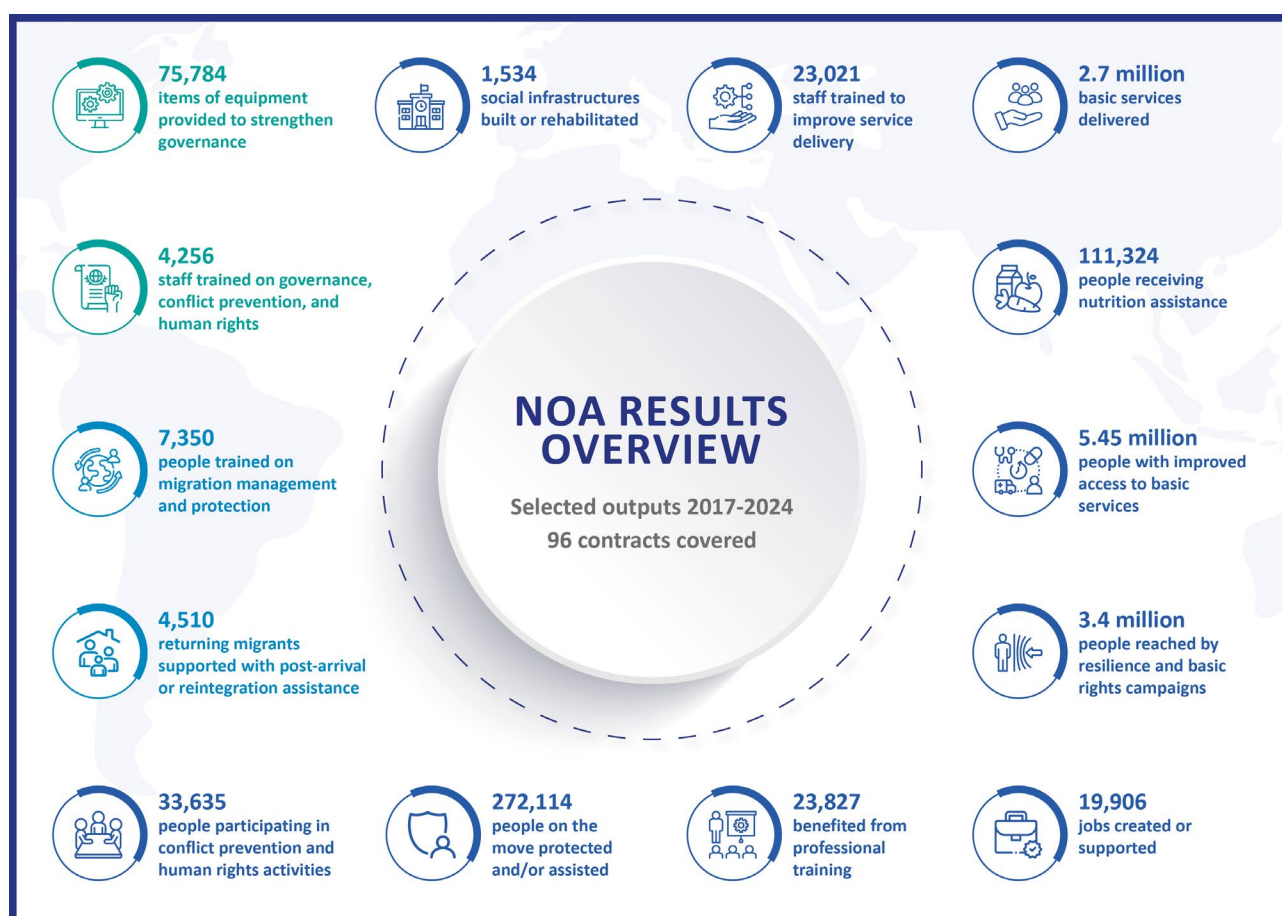 75,784
items of equipment
provided to strengthen
governance
1,534
social infrastructures
built or rehabilitated
23,021
staff trained to
improve service
delivery
2.7 million
basic services
delivered
4,256
staff trained on governance,
conflict prevention, and
human rights
111,324
people receiving
nutrition assistance
NOA RESULTS
OVERVIEW
Selected outputs 2017-2024
96 contracts covered
7,350
people trained on
migration management
and protection
5.45 million
people with improved
access to basic
services
4,510
returning migrants
supported with post-arrival
or reintegration assistance
3.4 million
people reached by
resilience and basic
rights campaigns
33,635
people participating in
conflict prevention and
human rights activities
272,114
people on the
move protected
and/or assisted
23,827
benefited from
professional
training
19,906
jobs created or
supported